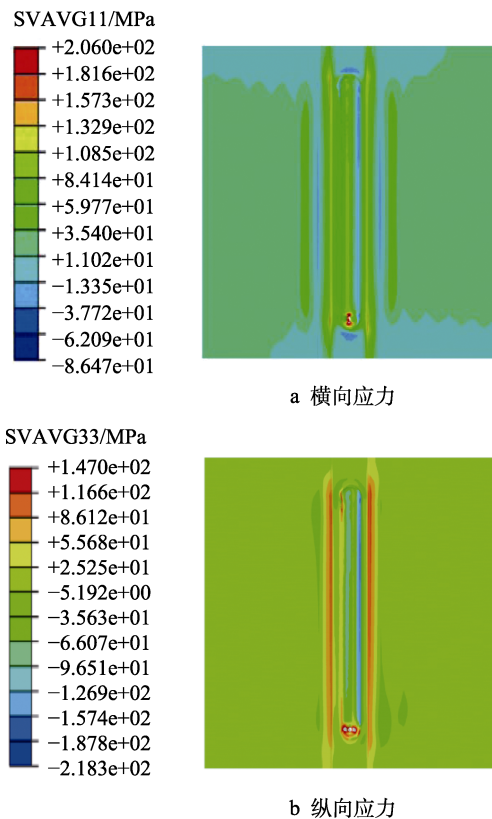 SVAVG11/MPa
+2.060e+02
+1.816e+02
+1.573e+02
+1.329e+02
+1.085e+02
+8.414e+01
+5.977e+01
+3.540e+01
+1.102e+01
−1.335e+01
−3.772e+01
−6.209e+01
−8.647e+01
a 横向应力
SVAVG33/MPa
+1.470e+02
+1.166e+02
+8.612e+01
+5.568e+01
+2.525e+01
−5.192e+00
−3.563e+01
−6.607e+01
−9.651e+01
−1.269e+02
−1.574e+02
−1.878e+02
−2.183e+02
b 纵向应力